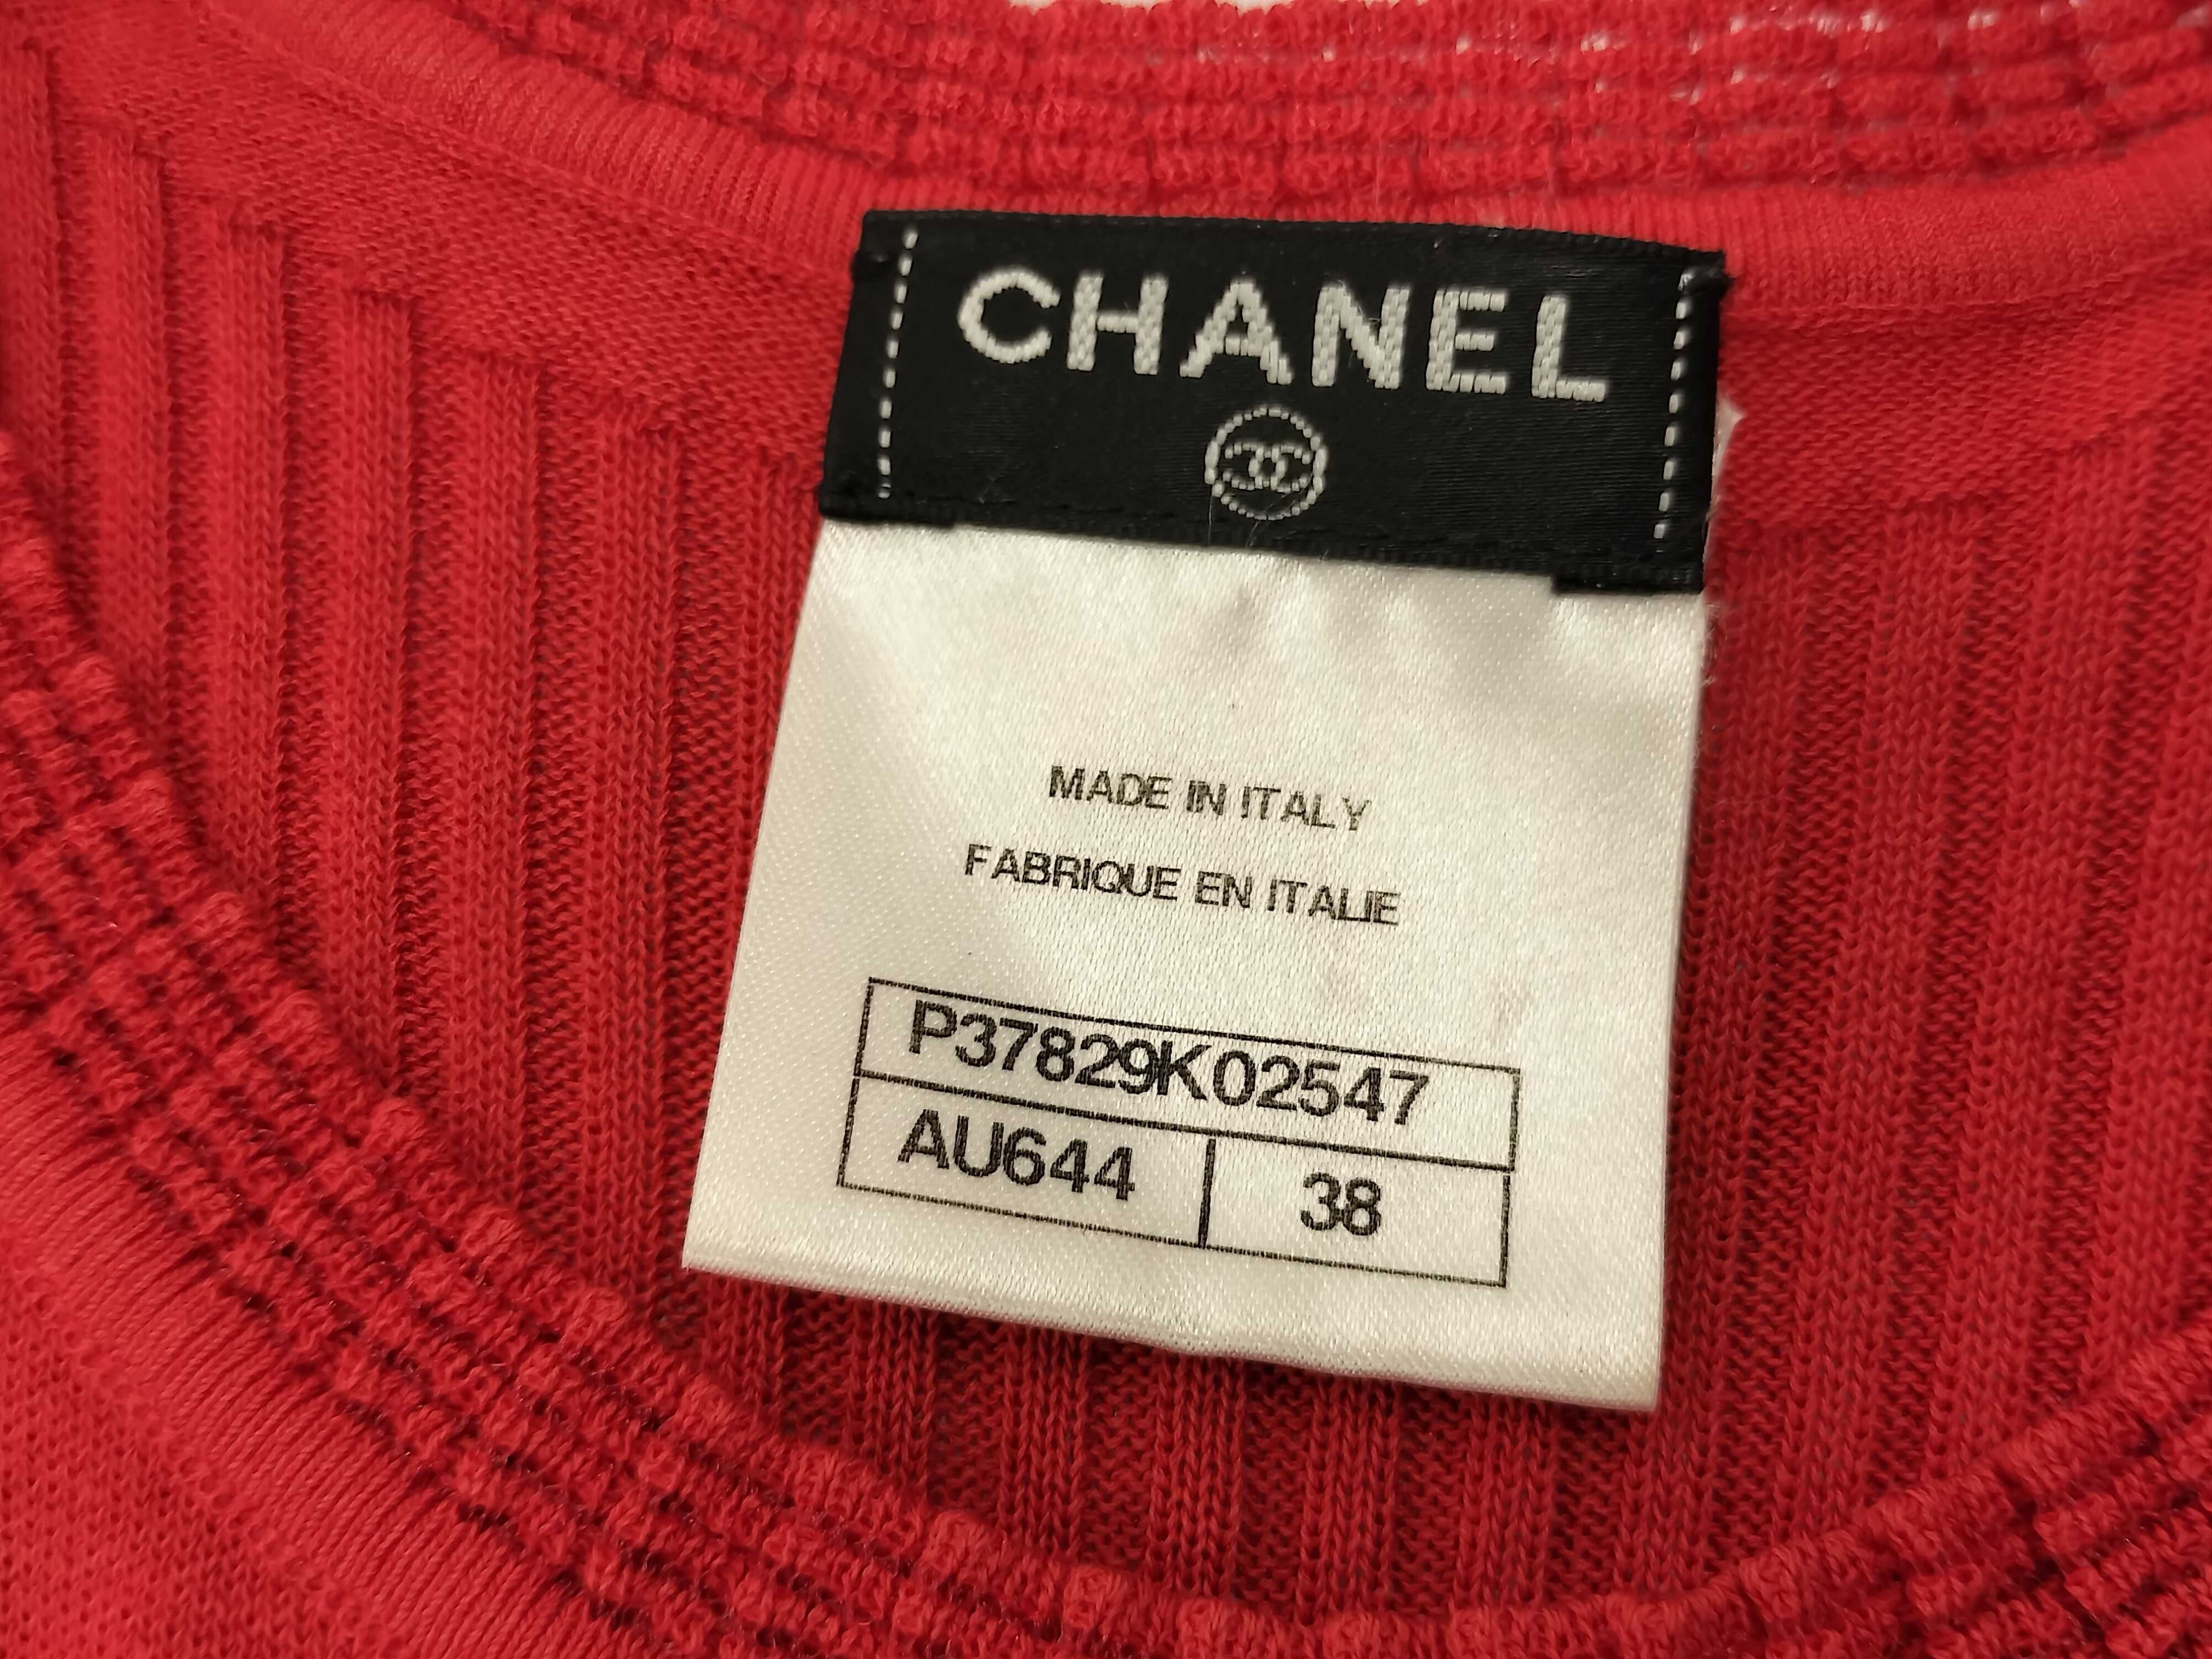 CHANEL
MADE IN ITALY
FABRIQUE EN ITALIE
P37829K02547
AU644 38